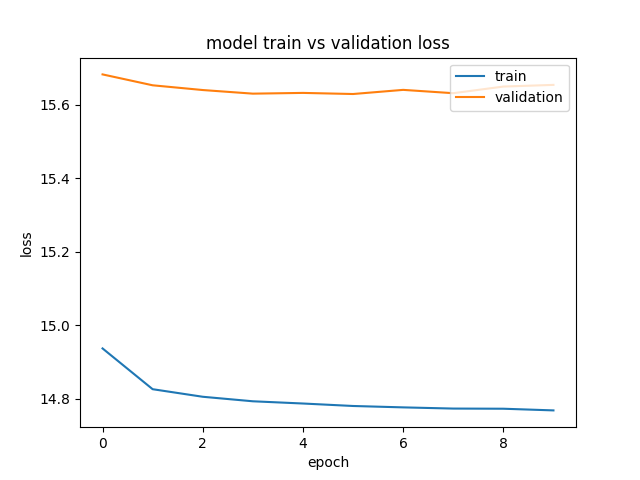 model train vs validation loss
train
validation
15.6
15.4
15.2
15.0
14.8
loss
0 2 4 6 8
epoch